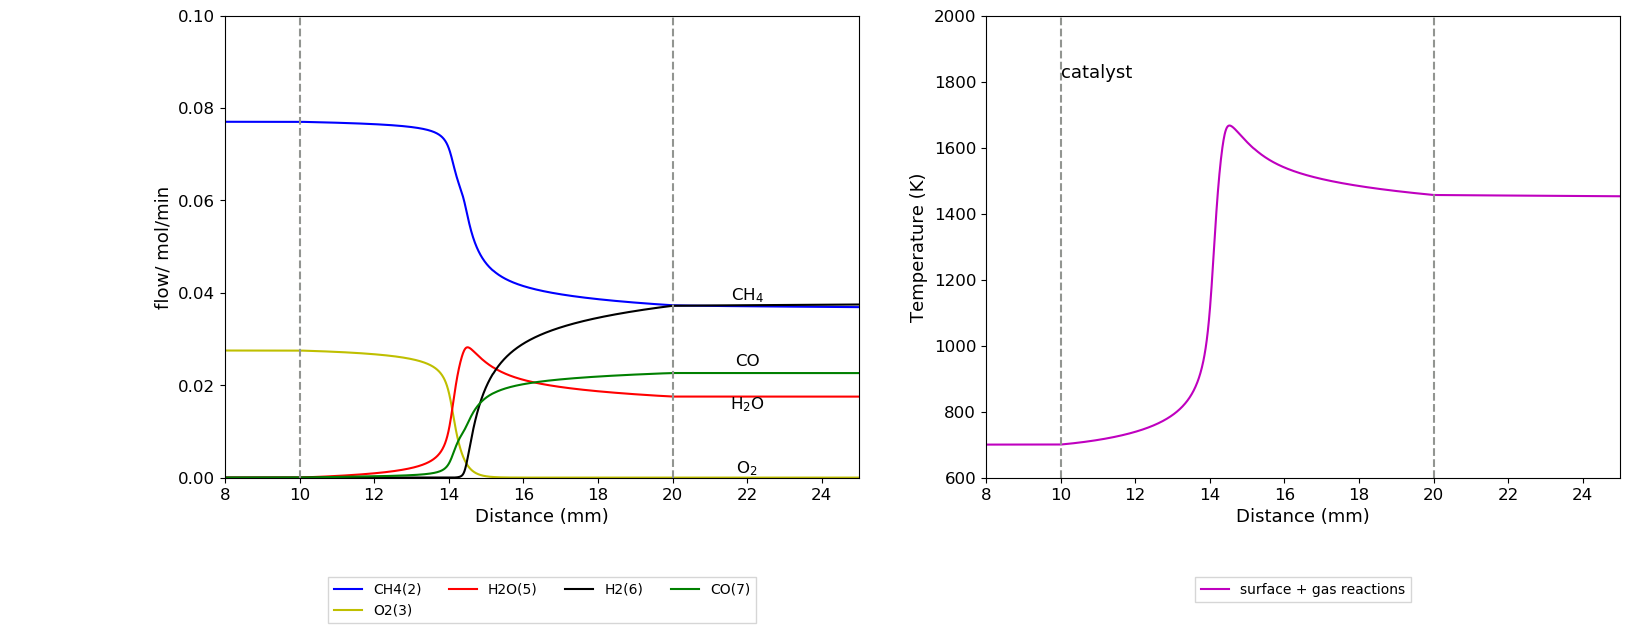 0.10
0.08
0.06
0.04
0.02
0.00
flow/ mol/min
CH₄
CO
H₂O
O₂
8 10 12 14 16 18 20 22 24
Distance (mm)
CH4(2) H2O(5) H2(6) CO(7)
O2(3)
2000
1800
1600
1400
1200
1000
800
600
Temperature (K)
catalyst
8 10 12 14 16 18 20 22 24
Distance (mm)
surface + gas reactions